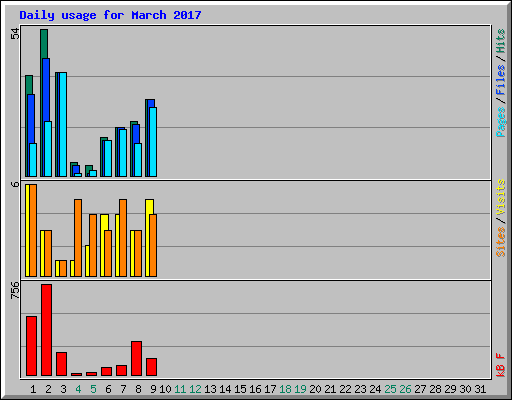 Daily usage for March 2017
54
Pages/Files/Hits
6
Sites/Visits
756
kB F
1 2 3 4 5 6 7 8 9 10 11 12 13 14 15 16 17 18 19 20 21 22 23 24 25 26 27 28 29 30 31